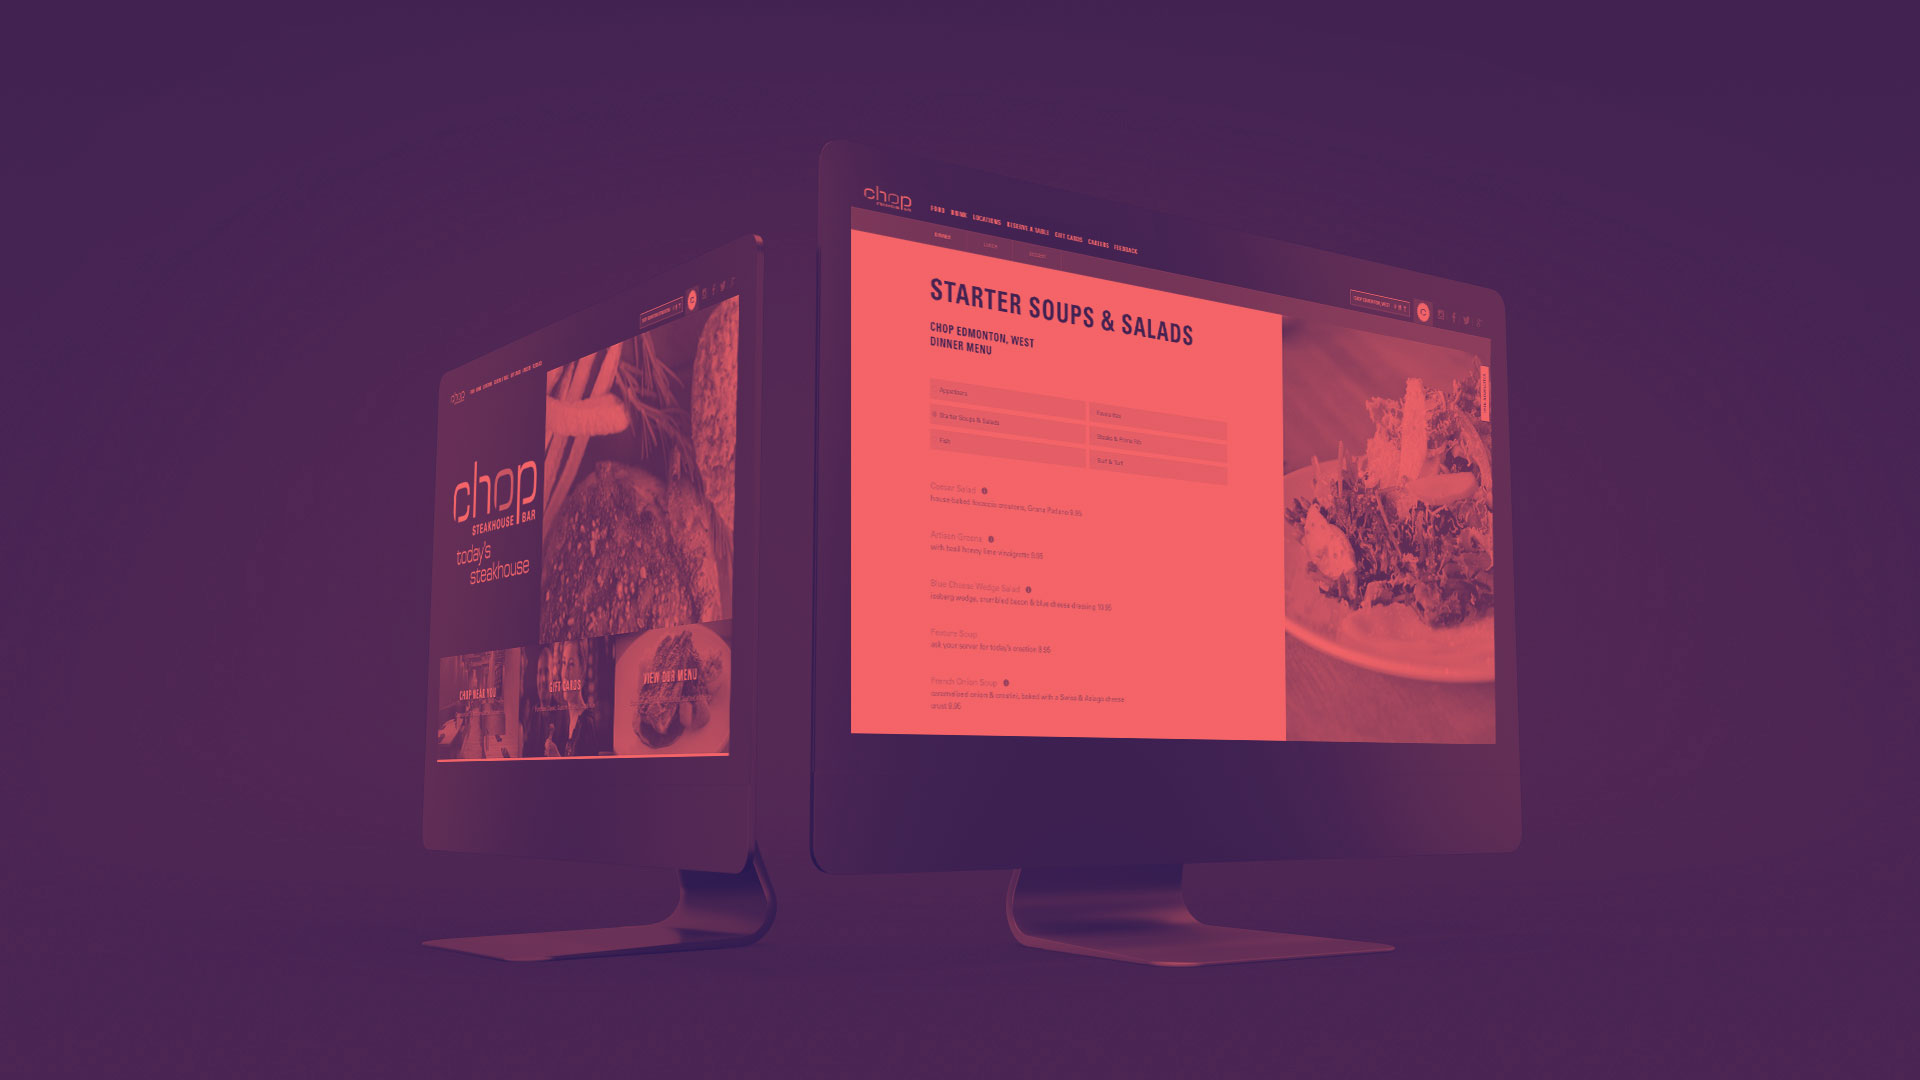 chop
STEAKHOUSE BAR
today's
steakhouse
CHOP NEAR YOU
GIFT CARDS
VIEW OUR MENU
chop
STEAKHOUSE BAR
FOOD DRINK LOCATIONS RESERVE A TABLE GIFT CARDS CAREERS FEEDBACK
DINNER
LUNCH
DESSERT
CHOP EDMONTON, WEST
STARTER SOUPS & SALADS
CHOP EDMONTON, WEST
DINNER MENU
Appetizers
Favourites
Starter Soups & Salads
Steaks & Prime Rib
Fish
Surf & Turf
Caesar Salad
house-baked focaccia croutons, Grana Padano 9.95
Artisan Greens
with basil honey lime vinaigrette 9.95
Blue Cheese Wedge Salad
iceberg wedge, crumbled bacon & blue cheese dressing 10.95
Feature Soup
ask your server for today's creation 8.95
French Onion Soup
caramelized onion & crostini, baked with a Swiss & Asiago cheese
crust 9.95